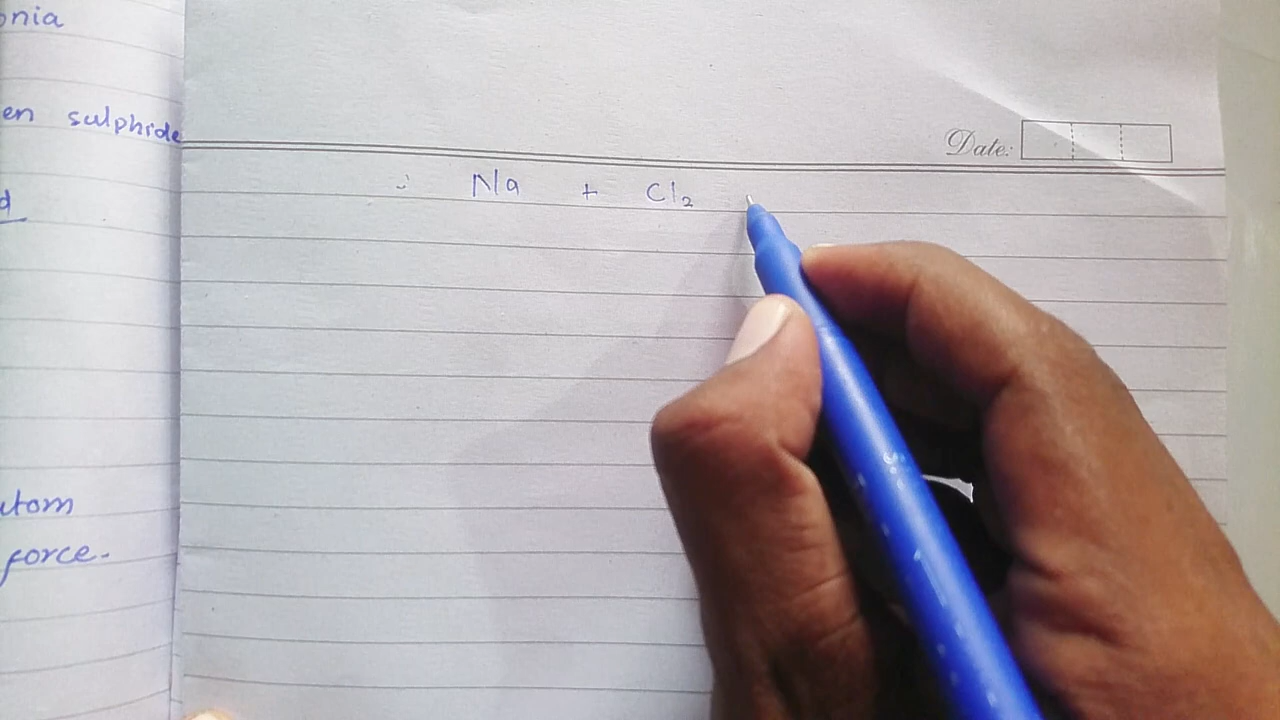 onia
en sulphide
d
atom
force.
Date:
Na + Cl₂